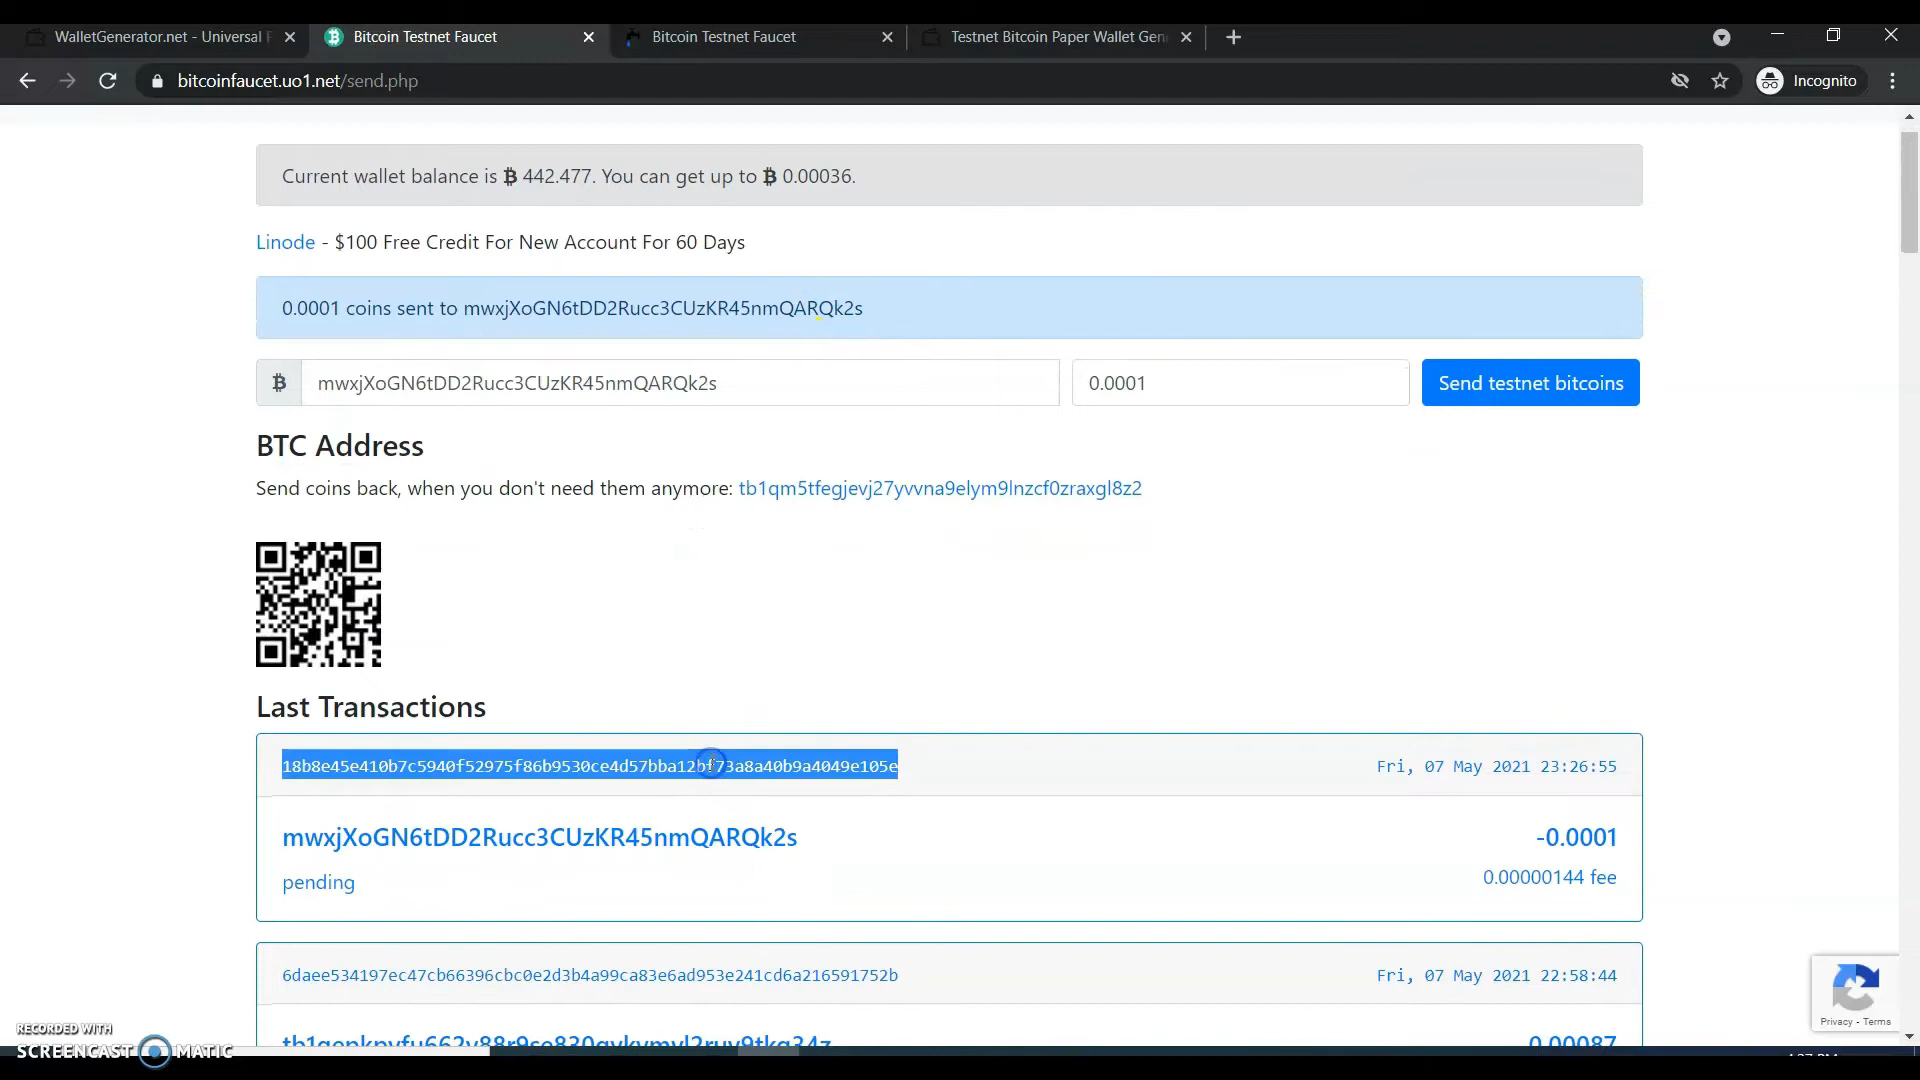 WalletGenerator.net - Universal
Bitcoin Testnet Faucet
Bitcoin Testnet Faucet
Testnet Bitcoin Paper Wallet Gen
bitcoinfaucet.uo1.net/send.php
Incognito
Current wallet balance is ₿ 442.477. You can get up to ₿ 0.00036.
Linode - $100 Free Credit For New Account For 60 Days
0.0001 coins sent to mwxjXoGN6tDD2Rucc3CUzKR45nmQARQk2s
₿ mwxjXoGN6tDD2Rucc3CUzKR45nmQARQk2s 0.0001 Send testnet bitcoins
BTC Address
Send coins back, when you don't need them anymore: tb1qm5tfegjevj27yvvna9elym9lnzcf0zraxgl8z2
Last Transactions
18b8e45e410b7c5940f52975f86b9530ce4d57bba12bf73a8a40b9a4049e105e Fri, 07 May 2021 23:26:55
mwxjXoGN6tDD2Rucc3CUzKR45nmQARQk2s -0.0001
pending 0.00000144 fee
6daee534197ec47cb66396cbc0e2d3b4a99ca83e6ad953e241cd6a216591752b Fri, 07 May 2021 22:58:44
0.00087
Privacy - Terms
RECORDED WITH
SCREENCAST MATIC